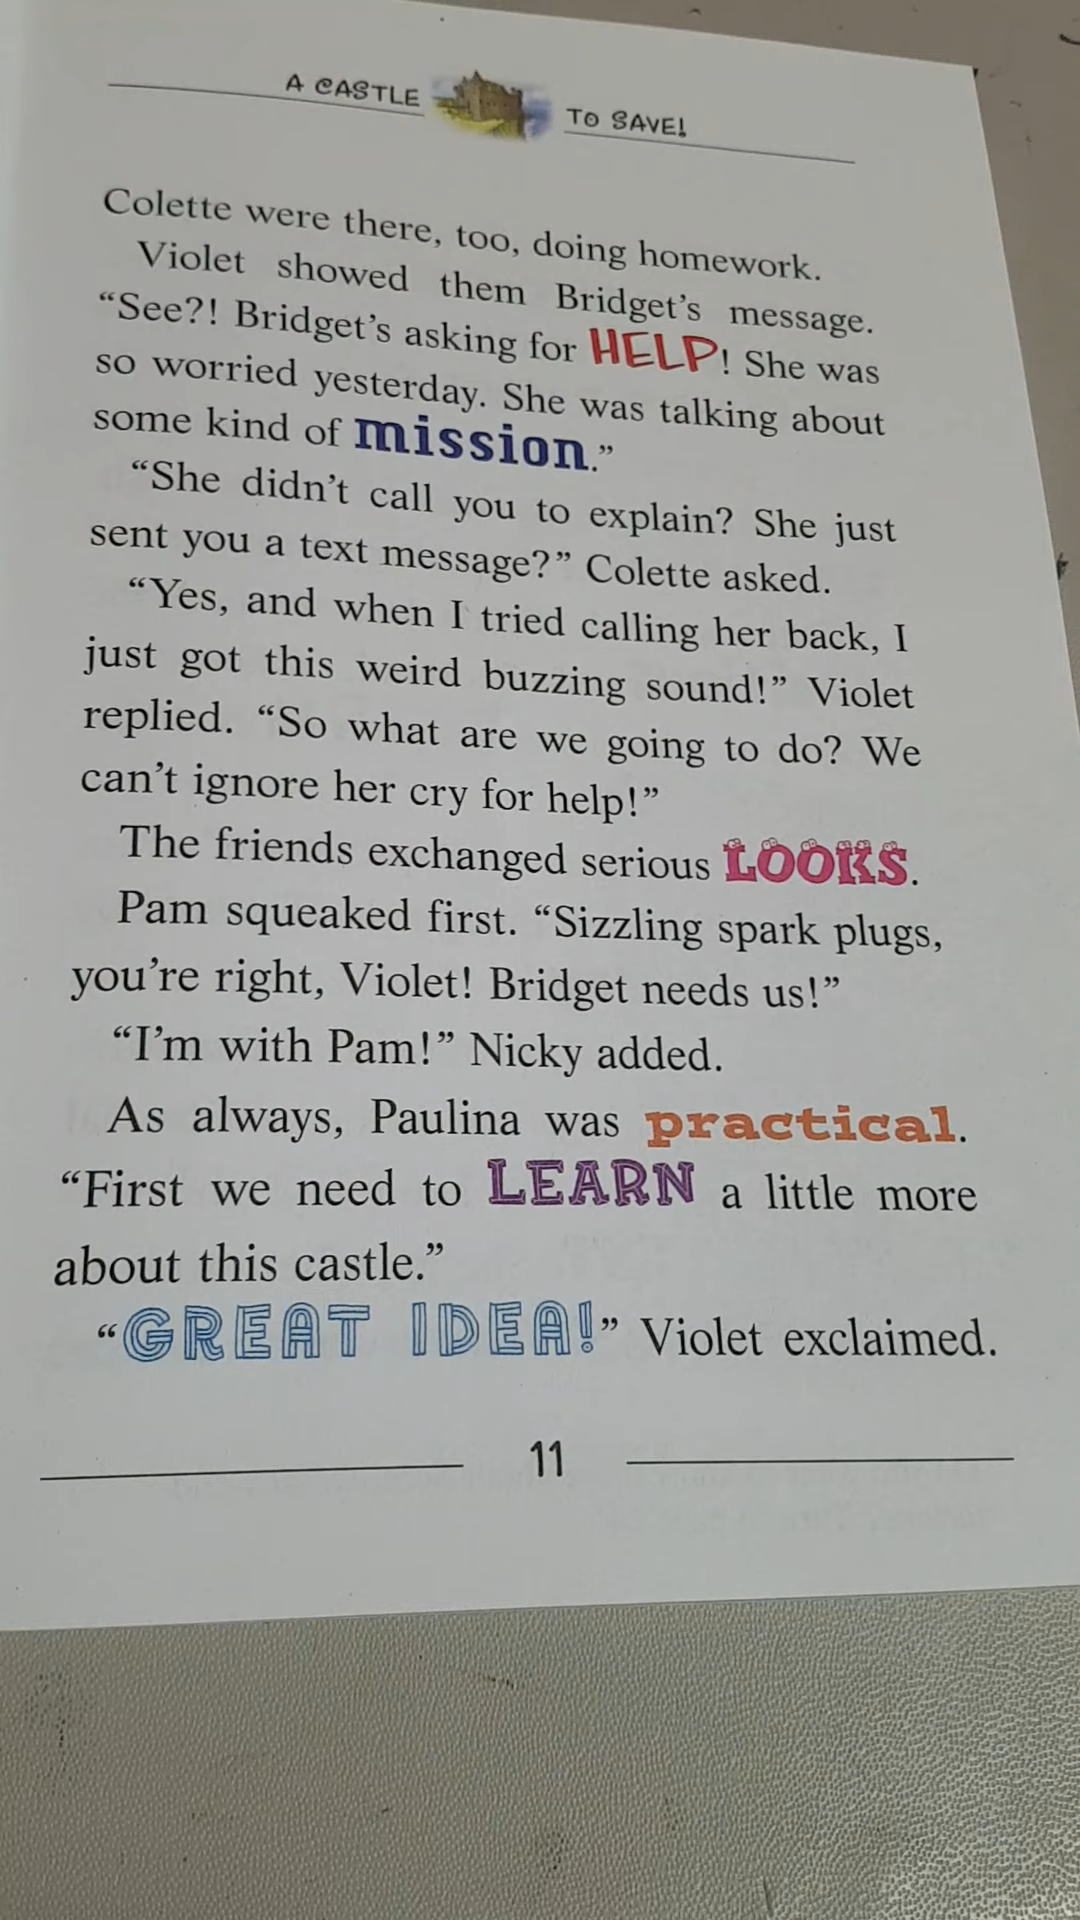 A CASTLE TO SAVE!
Colette were there, too, doing homework.
Violet showed them Bridget's message.
“See?! Bridget's asking for HELP! She was
so worried yesterday. She was talking about
some kind of mission.”
“She didn't call you to explain? She just
sent you a text message?” Colette asked.
“Yes, and when I tried calling her back, I
just got this weird buzzing sound!” Violet
replied. “So what are we going to do? We
can't ignore her cry for help!”
The friends exchanged serious LOOKS.
Pam squeaked first. “Sizzling spark plugs,
you're right, Violet! Bridget needs us!”
“I'm with Pam!” Nicky added.
As always, Paulina was practical.
“First we need to LEARN a little more
about this castle.”
“GREAT IDEA!” Violet exclaimed.
11